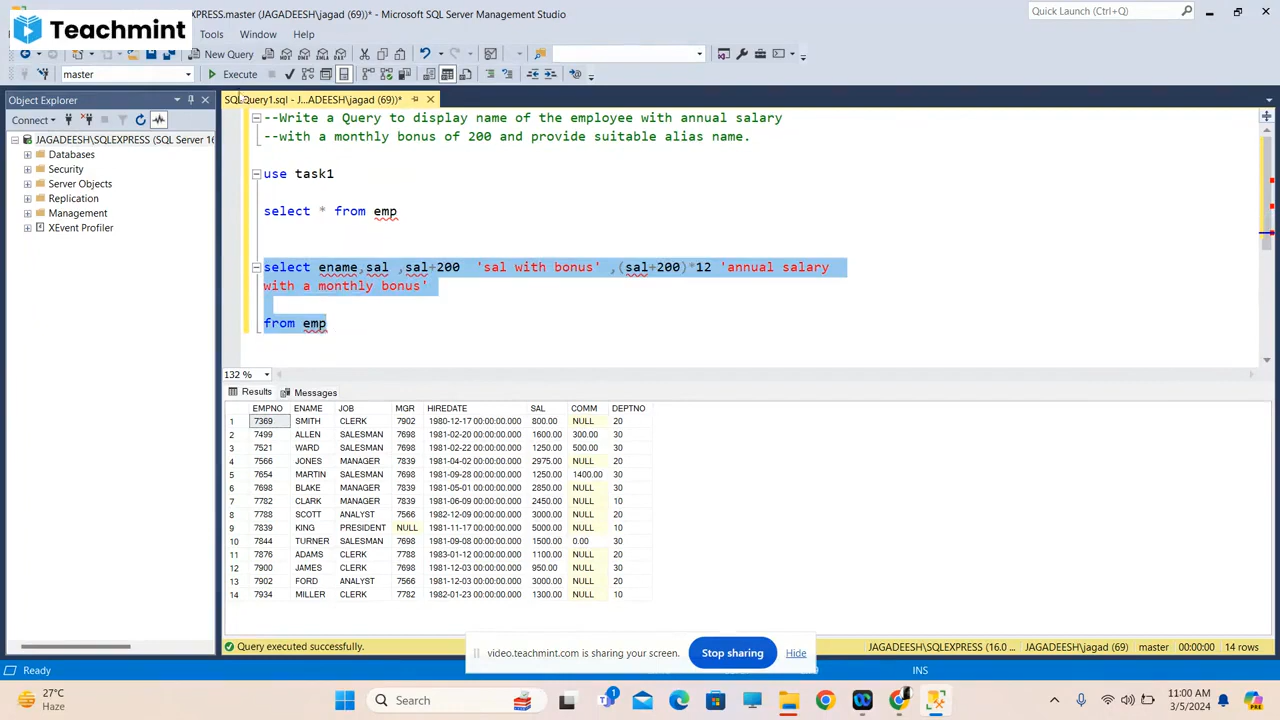 XPRESS.master (JAGADEESH\jagad (69))* - Microsoft SQL Server Management Studio
Quick Launch (Ctrl+Q)
Teachmint
Tools Window Help
New Query
MDX DMX XMLA DAX
master Execute
Object Explorer
SQLQuery1.sql - J...ADEESH\jagad (69))*
Connect
JAGADEESH\SQLEXPRESS (SQL Server 16
Databases
Security
Server Objects
Replication
Management
XEvent Profiler
--Write a Query to display name of the employee with annual salary
--with a monthly bonus of 200 and provide suitable alias name.
use task1
select * from emp
select ename,sal ,sal+200 'sal with bonus' ,(sal+200)*12 'annual salary
with a monthly bonus'
from emp
132 %
Results Messages
EMPNO ENAME JOB MGR HIREDATE SAL COMM DEPTNO
1 7369 SMITH CLERK 7902 1980-12-17 00:00:00.000 800.00 NULL 20
2 7499 ALLEN SALESMAN 7698 1981-02-20 00:00:00.000 1600.00 300.00 30
3 7521 WARD SALESMAN 7698 1981-02-22 00:00:00.000 1250.00 500.00 30
4 7566 JONES MANAGER 7839 1981-04-02 00:00:00.000 2975.00 NULL 20
5 7654 MARTIN SALESMAN 7698 1981-09-28 00:00:00.000 1250.00 1400.00 30
6 7698 BLAKE MANAGER 7839 1981-05-01 00:00:00.000 2850.00 NULL 30
7 7782 CLARK MANAGER 7839 1981-06-09 00:00:00.000 2450.00 NULL 10
8 7788 SCOTT ANALYST 7566 1982-12-09 00:00:00.000 3000.00 NULL 20
9 7839 KING PRESIDENT NULL 1981-11-17 00:00:00.000 5000.00 NULL 10
10 7844 TURNER SALESMAN 7698 1981-09-08 00:00:00.000 1500.00 0.00 30
11 7876 ADAMS CLERK 7788 1983-01-12 00:00:00.000 1100.00 NULL 20
12 7900 JAMES CLERK 7698 1981-12-03 00:00:00.000 950.00 NULL 30
13 7902 FORD ANALYST 7566 1981-12-03 00:00:00.000 3000.00 NULL 20
14 7934 MILLER CLERK 7782 1982-01-23 00:00:00.000 1300.00 NULL 10
Query executed successfully.
JAGADEESH\SQLEXPRESS (16.0 ... JAGADEESH\jagad (69) master 00:00:00 14 rows
video.teachmint.com is sharing your screen. Stop sharing Hide
Ready
INS
27°C
Haze
Search
1
11:00 AM
3/5/2024
PRE